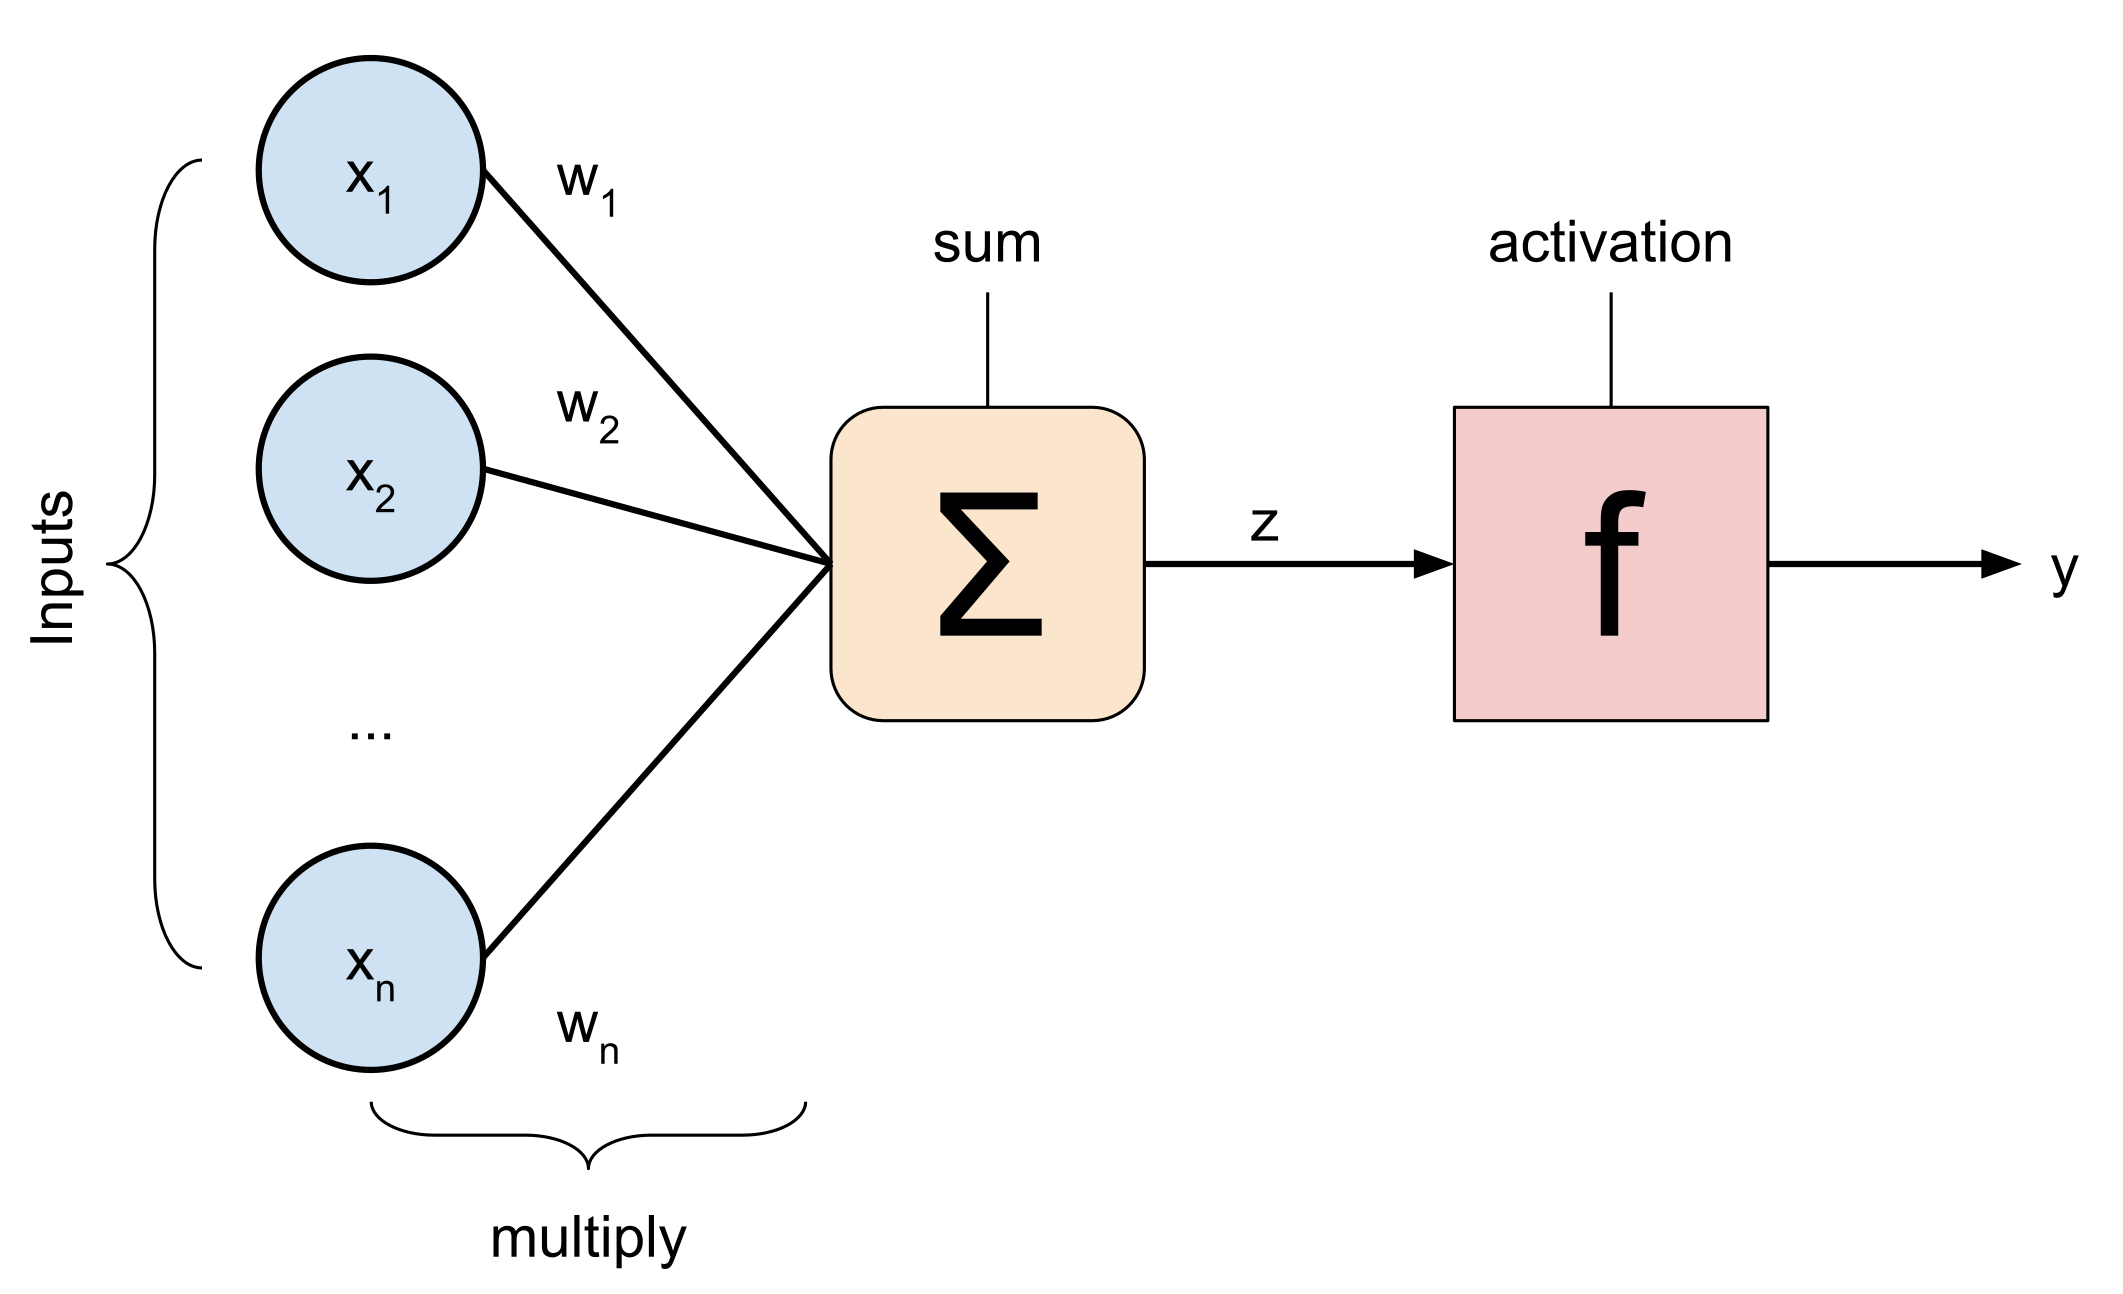 Inputs
x₁
w₁
x₂
w₂
...
xₙ
wₙ
multiply
sum
Σ
z
activation
f
y